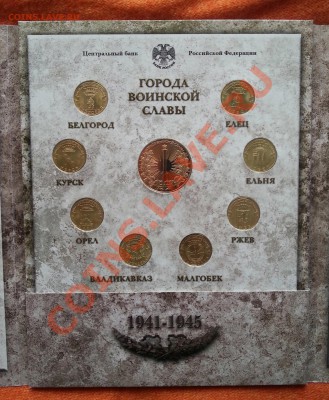 Центральный банк Российской Федерации
ГОРОДА
ВОИНСКОЙ
СЛАВЫ
БЕЛГОРОД
ЕЛЕЦ
КУРСК
ЕЛЬНЯ
ОРЕЛ
РЖЕВ
ВЛАДИКАВКАЗ
МАЛГОБЕК
1941-1945
COINS.LAVE.RU